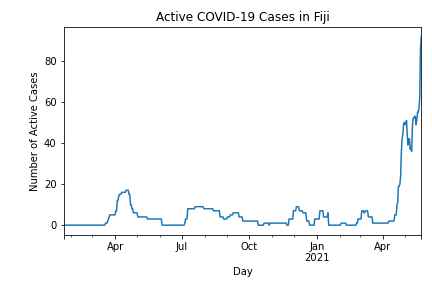 Active COVID-19 Cases in Fiji
Number of Active Cases
80
60
40
20
0
Apr
Jul
Oct
Jan
2021
Apr
Day